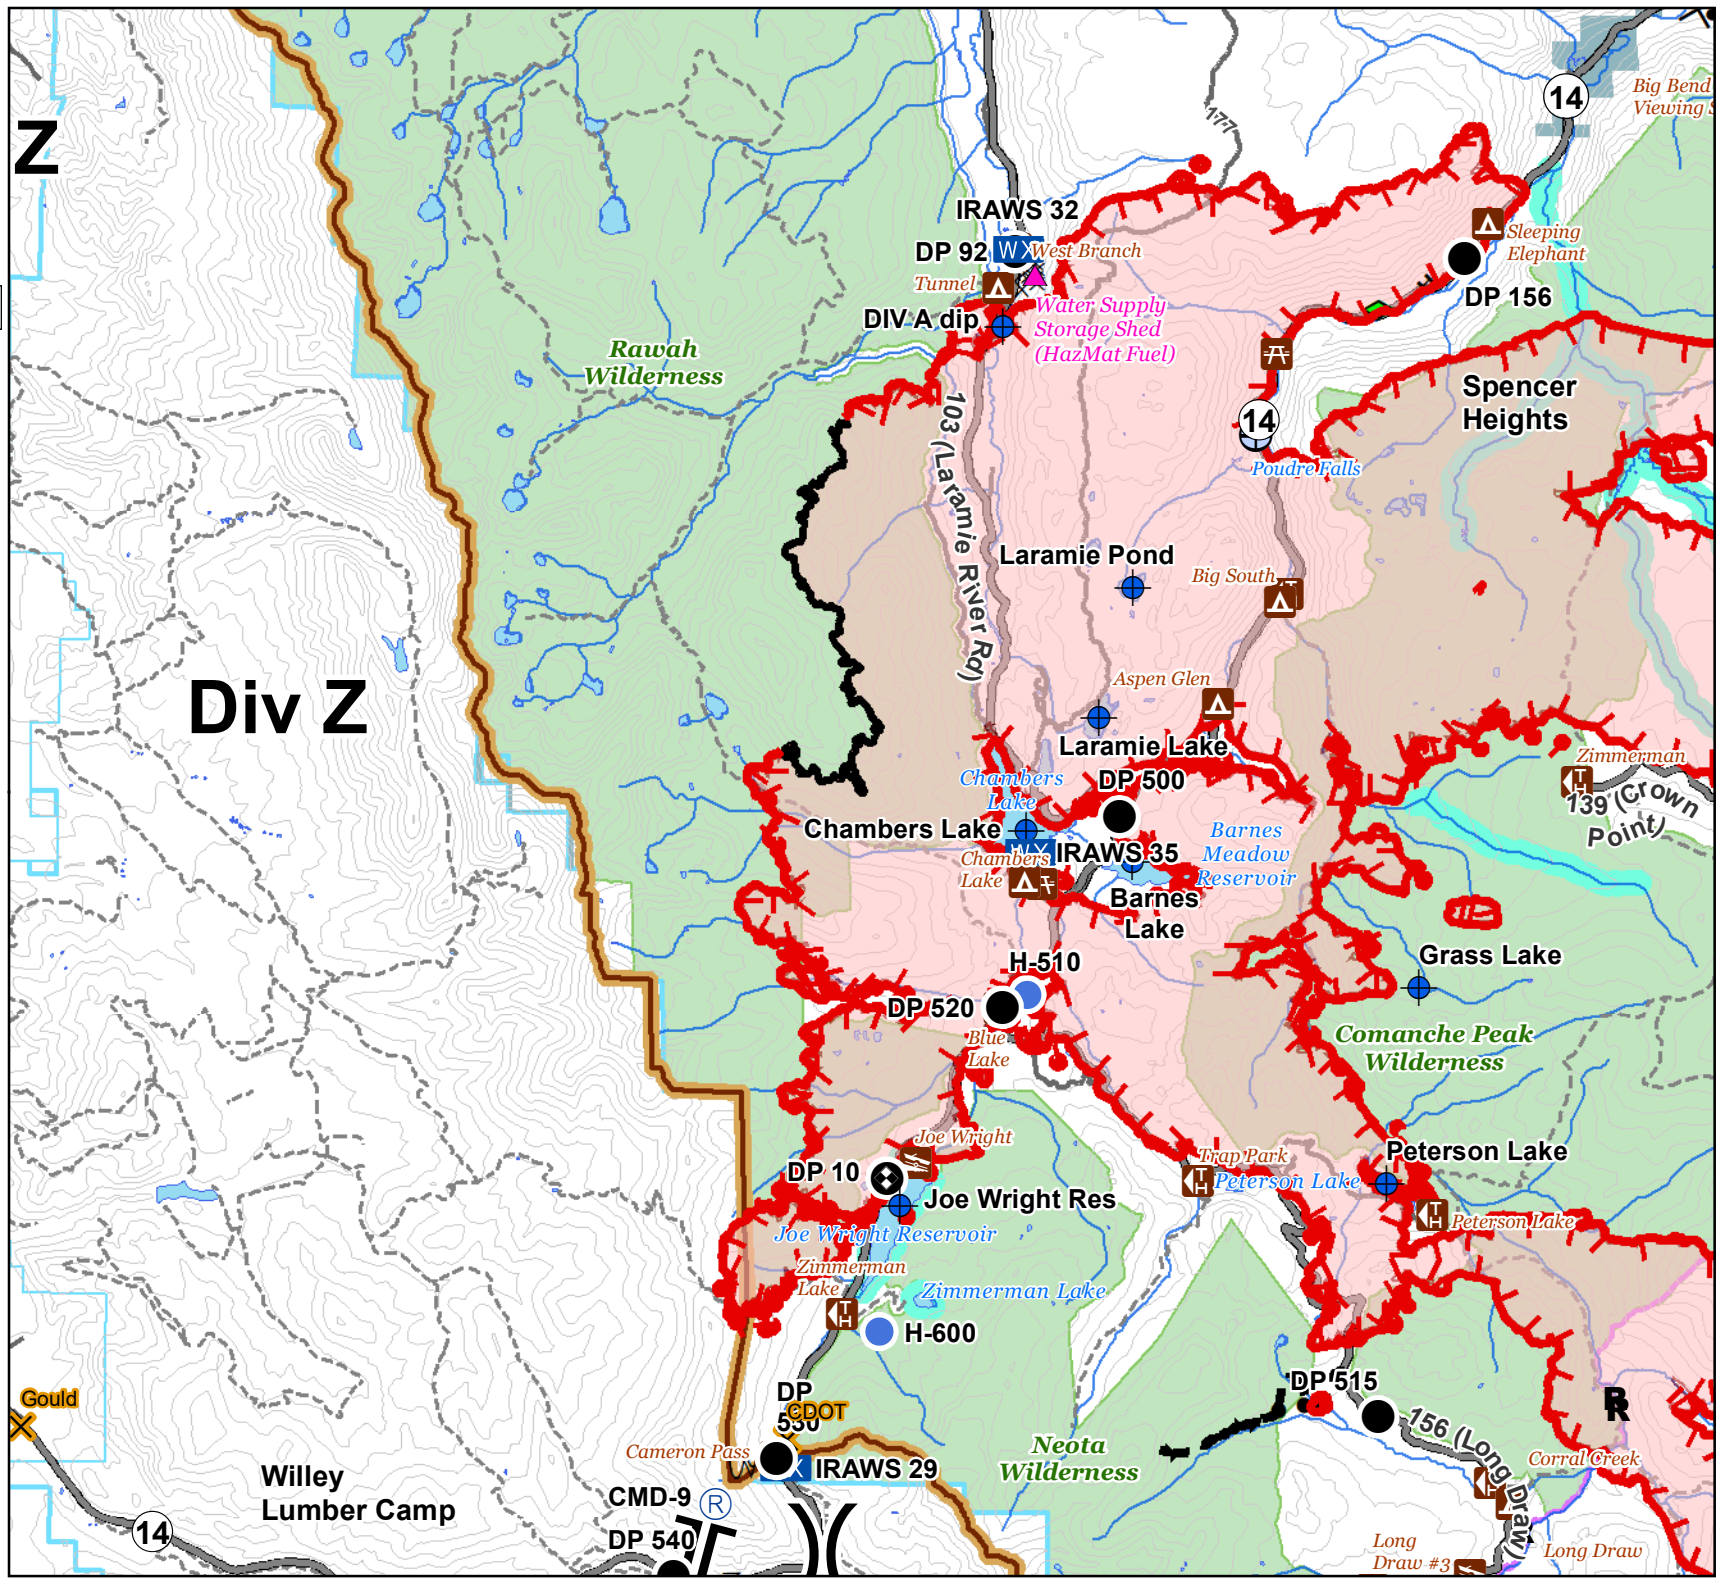 14
Big Bend
Viewing S
Z
177
IRAWS 32
DP 92
WX
West Branch
Sleeping
Elephant
Tunnel
DP 156
Water Supply
Storage Shed
(HazMat Fuel)
DIV A dip
Rawah
Wilderness
Spencer
Heights
103 (Laramie River Rd)
14
Poudre Falls
Laramie Pond
Big South
Div Z
Aspen Glen
Laramie Lake
Zimmerman
TH
139 (Crown
Point)
Chambers
Lake
DP 500
Chambers Lake
WX
IRAWS 35
Barnes
Meadow
Reservoir
Chambers
Lake
Barnes
Lake
Grass Lake
H-510
DP 520
Blue
Lake
Comanche Peak
Wilderness
Joe Wright
Trap Park
TH
Peterson Lake
Peterson Lake
DP 10
Joe Wright Res
TH
Peterson Lake
Joe Wright Reservoir
Zimmerman
Lake
TH
Zimmerman Lake
H-600
DP 515
DP
530
CDOT
Gould
R
156 (Long Draw)
Cameron Pass
X
IRAWS 29
Neota
Wilderness
Corral Creek
Willey
Lumber Camp
CMD-9
R
14
DP 540
Long
Draw #3
Long Draw